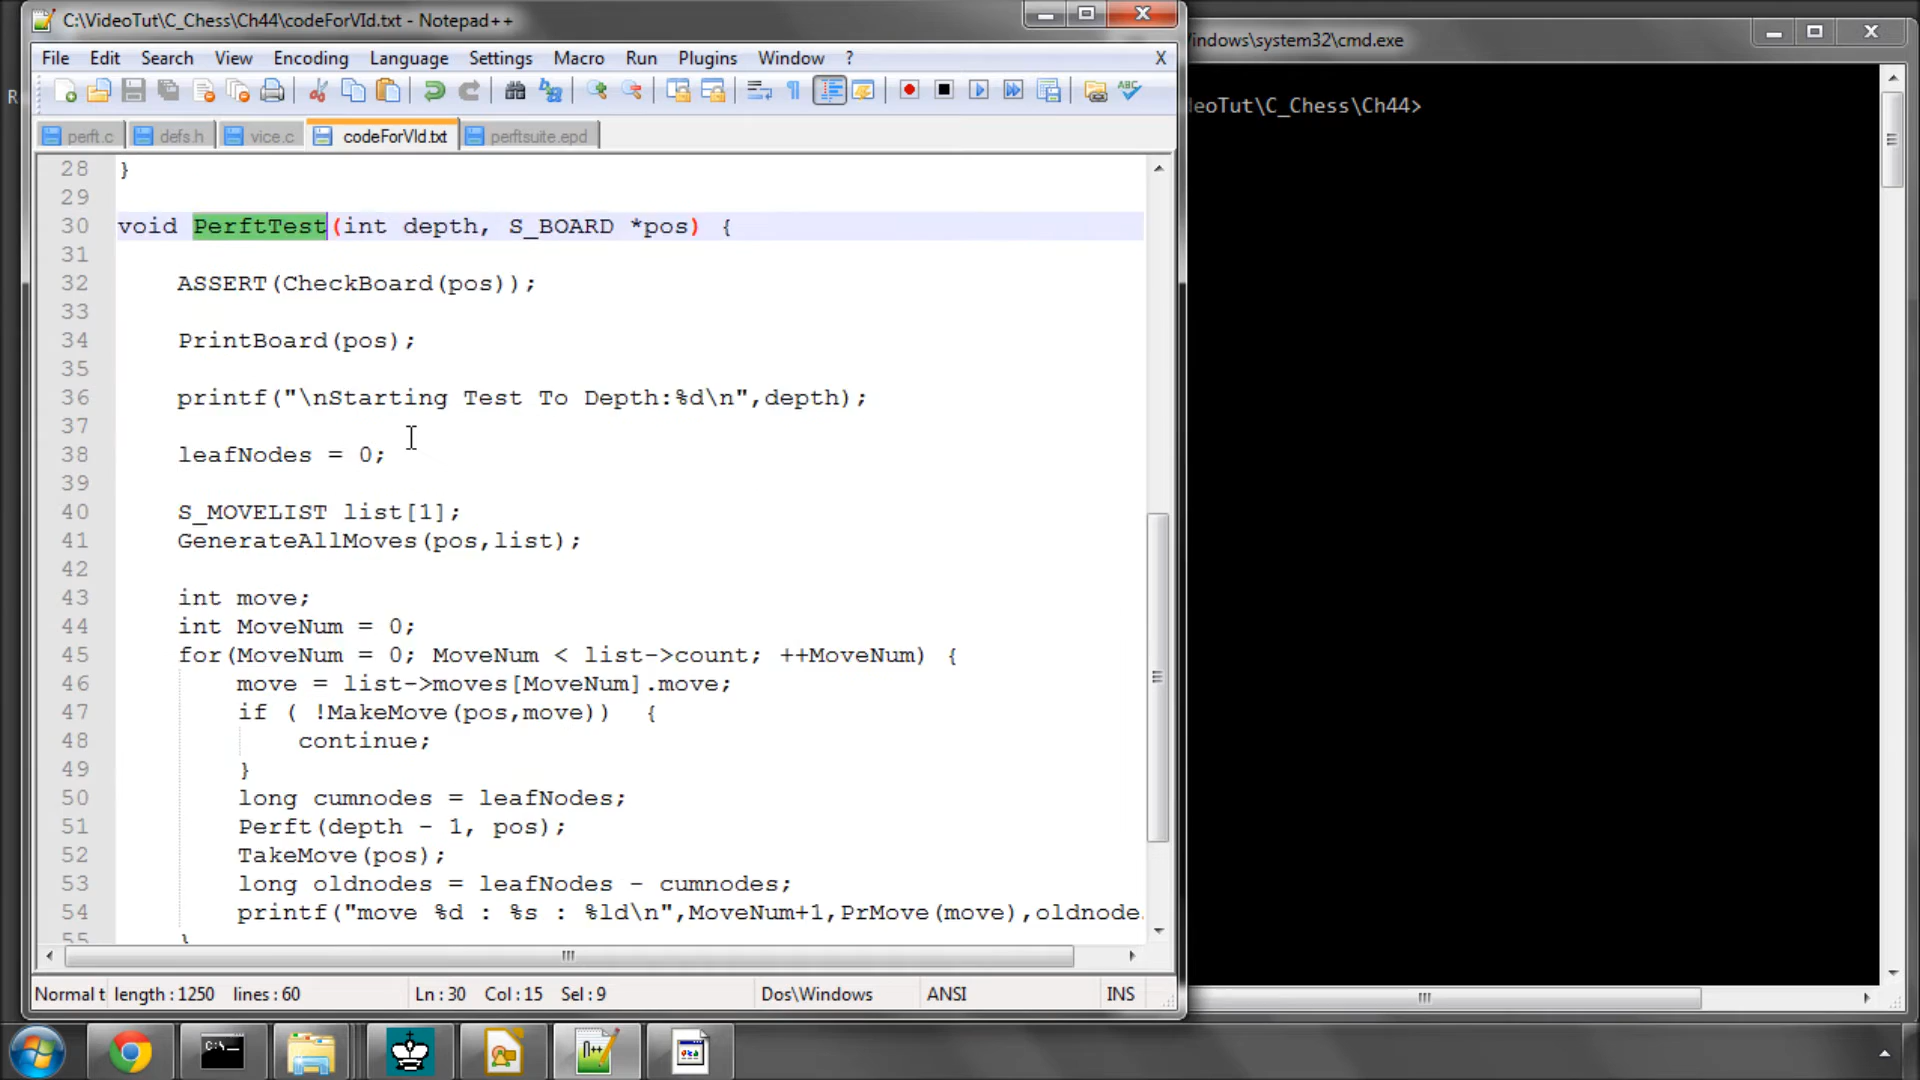 C:\VideoTut\C_Chess\Ch44\codeForVId.txt - Notepad++
indows\system32\cmd.exe
File Edit Search View Encoding Language Settings Macro Run Plugins Window ? X
R
eoTut\C_Chess\Ch44>
perft.c defs.h vice.c codeForVId.txt perftsuite.epd
28 }
29
30 void PerftTest(int depth, S_BOARD *pos) {
31
32 ASSERT(CheckBoard(pos));
33
34 PrintBoard(pos);
35
36 printf("\nStarting Test To Depth:%d\n",depth);
37
38 leafNodes = 0;
39
40 S_MOVELIST list[1];
41 GenerateAllMoves(pos,list);
42
43 int move;
44 int MoveNum = 0;
45 for(MoveNum = 0; MoveNum < list->count; ++MoveNum) {
46 move = list->moves[MoveNum].move;
47 if ( !MakeMove(pos,move)) {
48 continue;
49 }
50 long cumnodes = leafNodes;
51 Perft(depth - 1, pos);
52 TakeMove(pos);
53 long oldnodes = leafNodes - cumnodes;
54 printf("move %d : %s : %ld\n",MoveNum+1,PrMove(move),oldnode
55 }
Normal t length : 1250 lines : 60 Ln : 30 Col : 15 Sel : 9 Dos\Windows ANSI INS